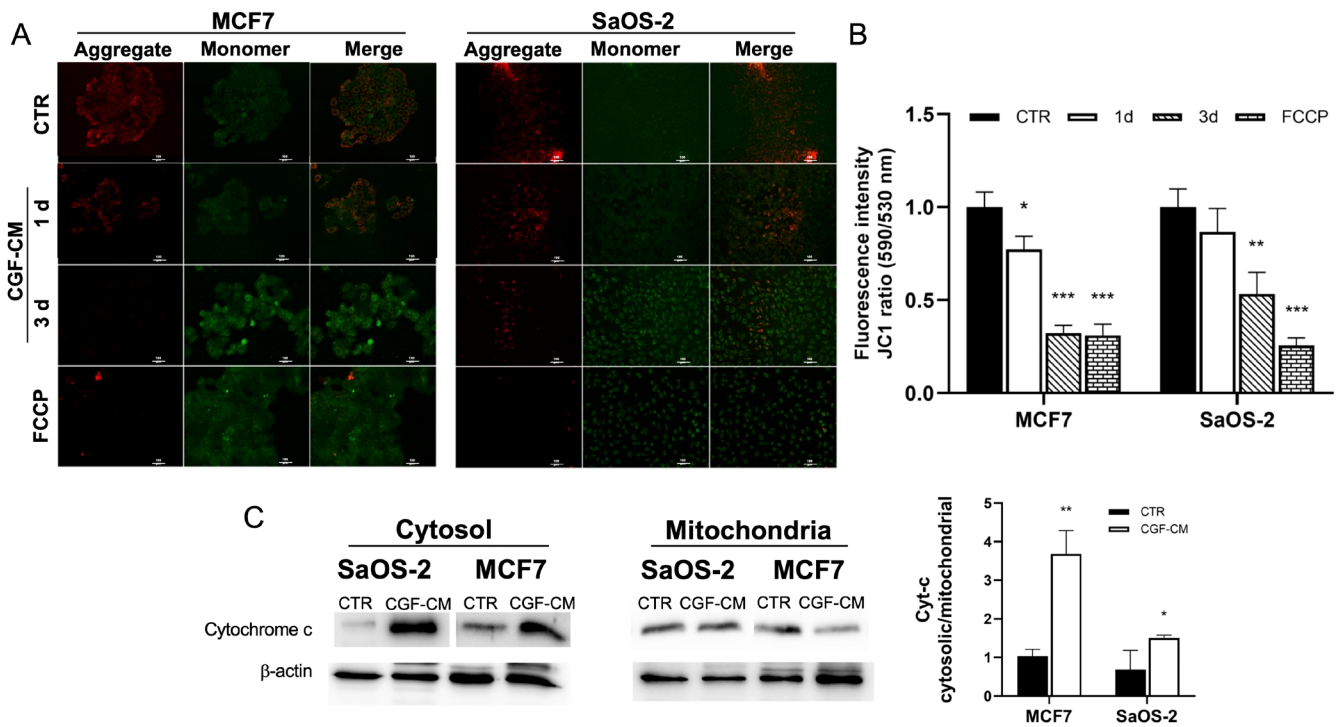 A
MCF7
SaOS-2
Aggregate Monomer Merge
Aggregate Monomer Merge
CTR
CGF-CM
1 d
3 d
FCCP
B
CTR 1d 3d FCCP
Fluorescence intensity
JC1 ratio (590/530 nm)
1.0
0.5
0.0
*
***
***
**
***
MCF7 SaOS-2
C
Cytosol
Mitochondria
SaOS-2 MCF7
SaOS-2 MCF7
CTR CGF-CM CTR CGF-CM
CTR CGF-CM CTR CGF-CM
Cytochrome c
β-actin
Cyt-c
cytosolic/mitochondrial
CTR
CGF-CM
5
4
3
2
1
0
**
*
MCF7 SaOS-2